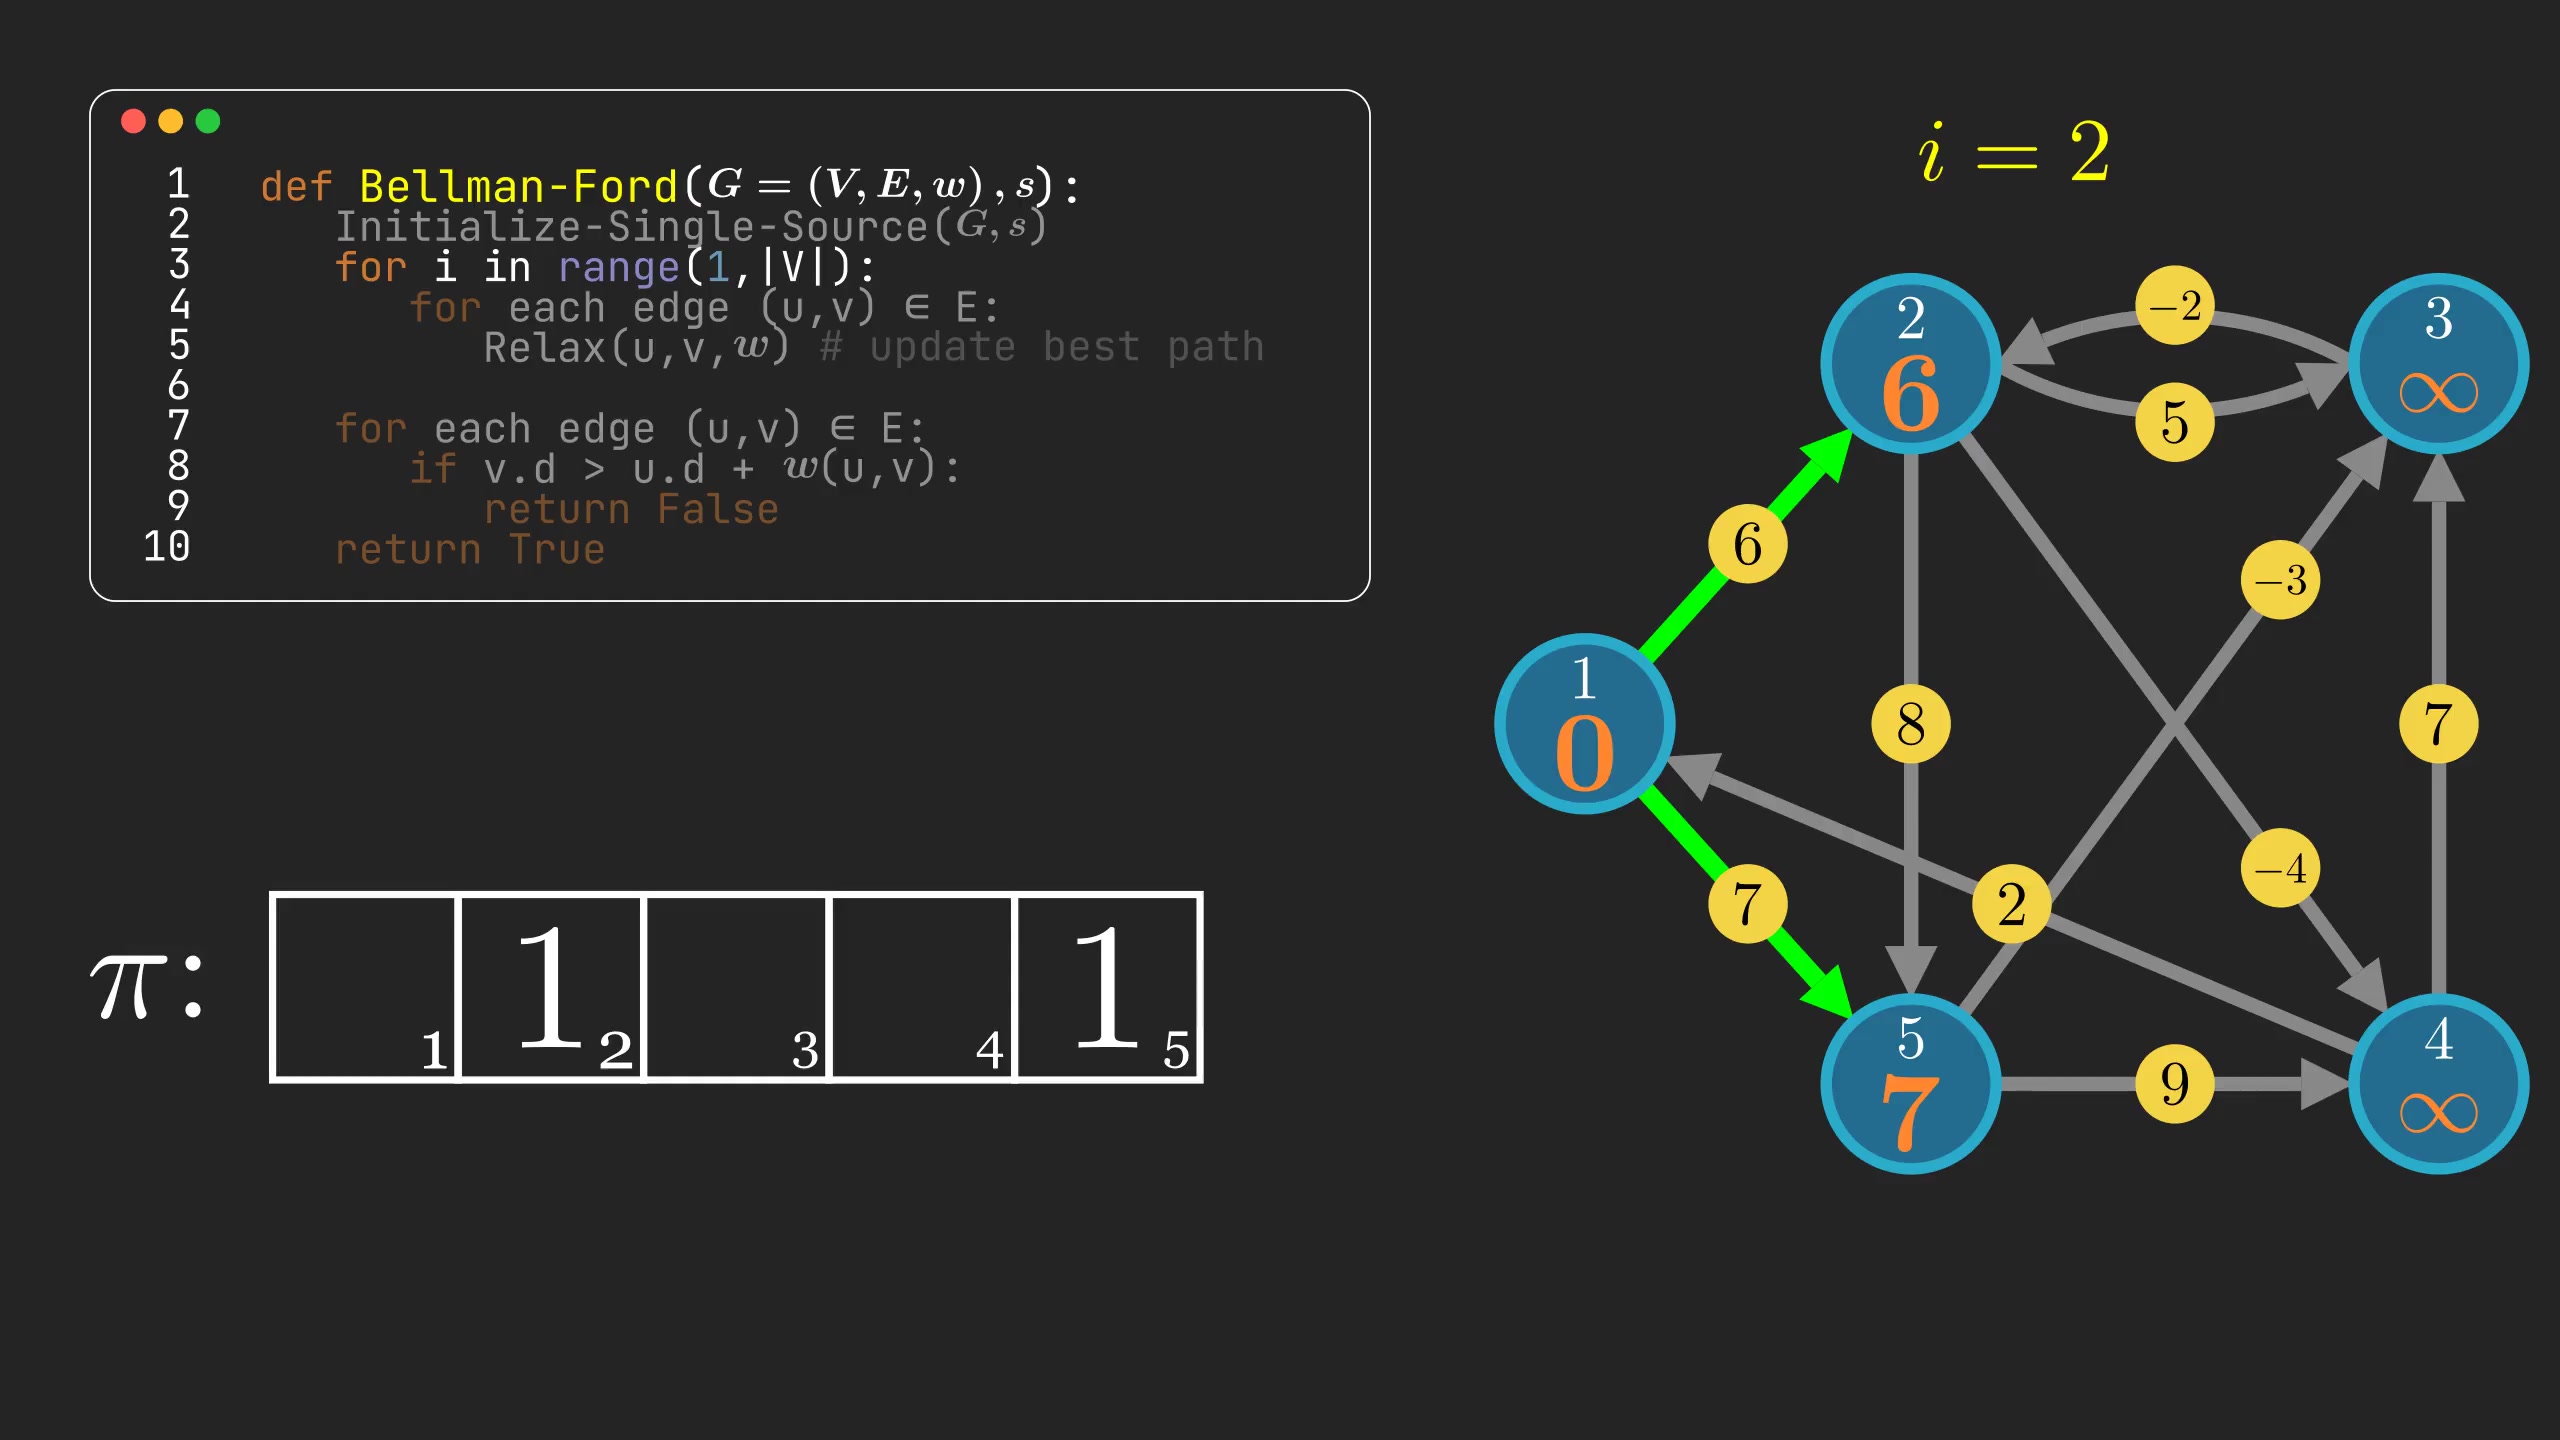 1 def Bellman-Ford(G = (V, E, w), s):
2 Initialize-Single-Source(G, s)
3 for i in range(1,|V|):
4 for each edge (u,v) ∈ E:
5 Relax(u,v,w) # update best path
6
7 for each edge (u,v) ∈ E:
8 if v.d > u.d + w(u,v):
9 return False
10 return True
i = 2
2
6
3
∞
−2
5
6
−3
1
0
8
7
7
2
−4
5
7
9
4
∞
π:
1
1 2
3
4
1 5